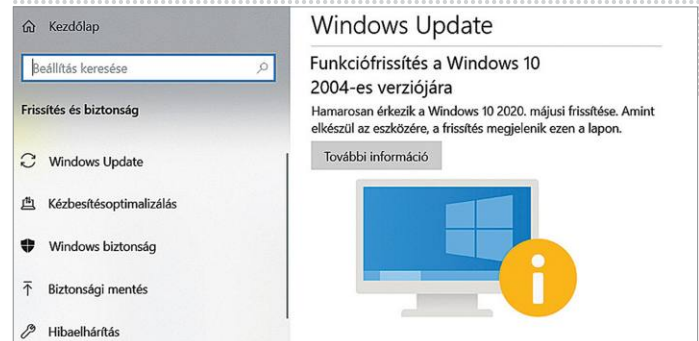 Kezdőlap
Beállítás keresése
Frissítés és biztonság
Windows Update
Kézbesítésoptimalizálás
Windows biztonság
Biztonsági mentés
Hibaelhárítás
Windows Update
Funkciófrissítés a Windows 10
2004-es verziójára
Hamarosan érkezik a Windows 10 2020. májusi frissítése. Amint
elkészül az eszközére, a frissítés megjelenik ezen a lapon.
További információ